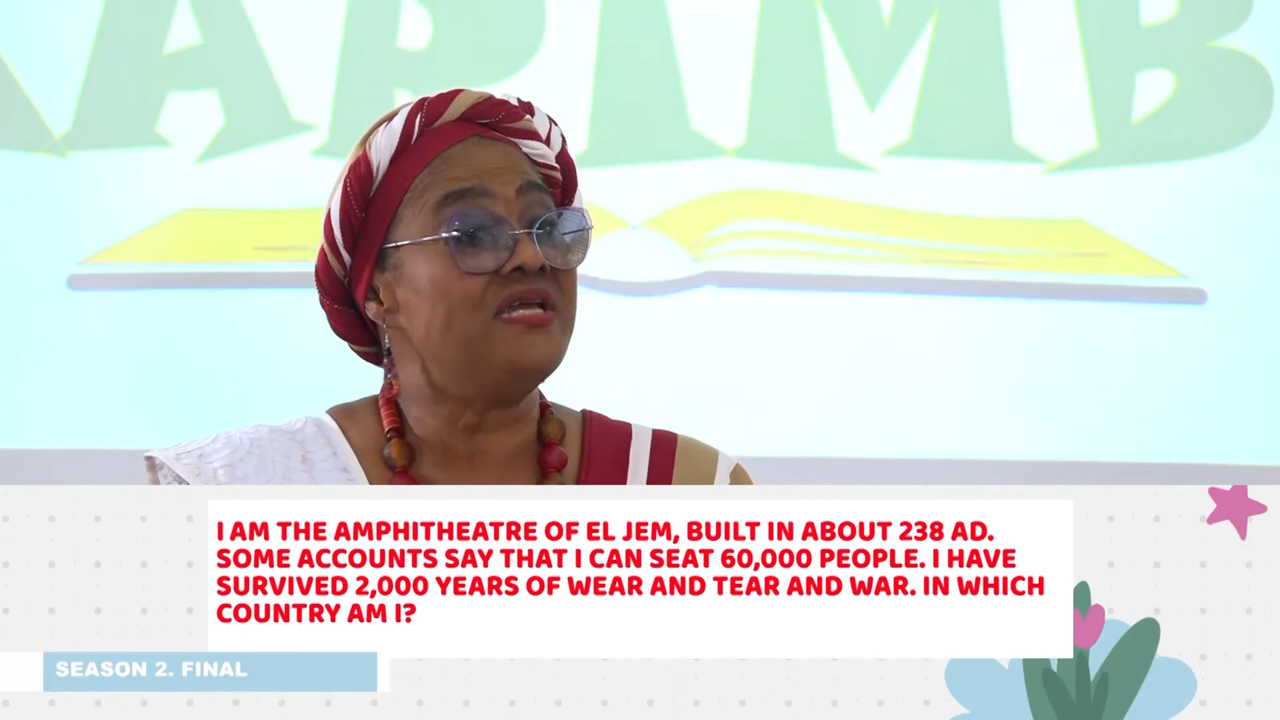 ABIMB
I AM THE AMPHITHEATRE OF EL JEM, BUILT IN ABOUT 238 AD.
SOME ACCOUNTS SAY THAT I CAN SEAT 60,000 PEOPLE. I HAVE
SURVIVED 2,000 YEARS OF WEAR AND TEAR AND WAR. IN WHICH
COUNTRY AM I?
SEASON 2. FINAL